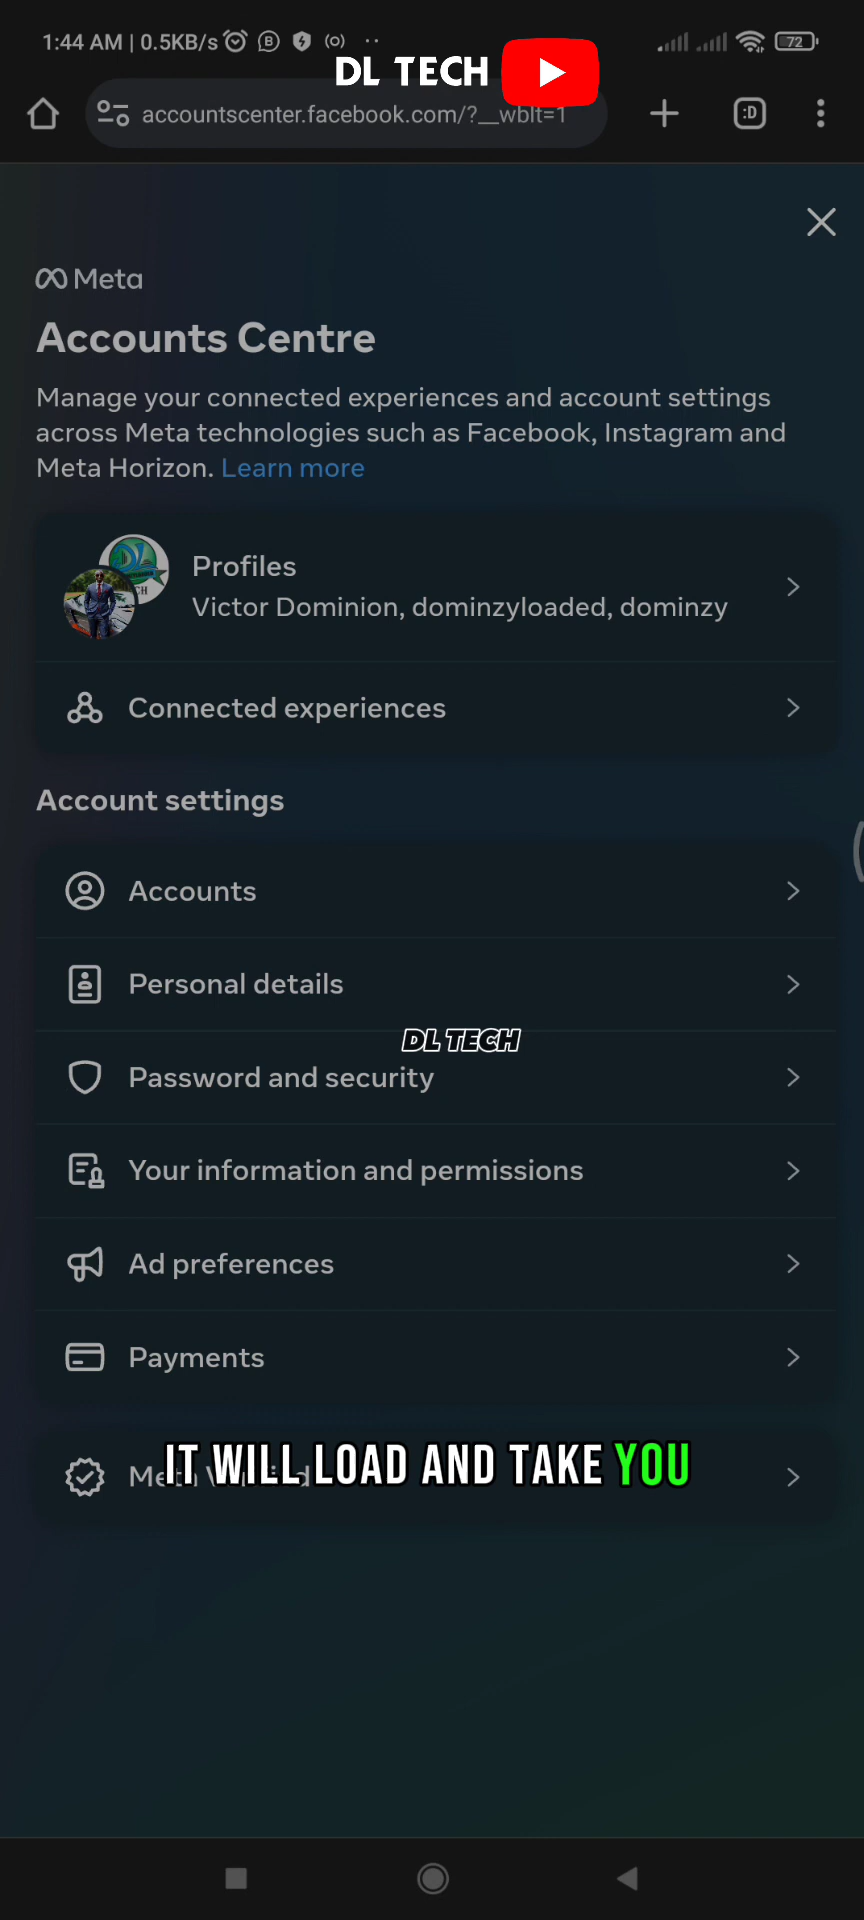 1:44 AM | 0.5KB/s
72
DL TECH
accountscenter.facebook.com/?__wblt=1
:D
Meta
Accounts Centre
Manage your connected experiences and account settings
across Meta technologies such as Facebook, Instagram and
Meta Horizon. Learn more
Profiles
Victor Dominion, dominzyloaded, dominzy
Connected experiences
Account settings
Accounts
Personal details
DL TECH
Password and security
Your information and permissions
Ad preferences
Payments
IT WILL LOAD AND TAKE YOU